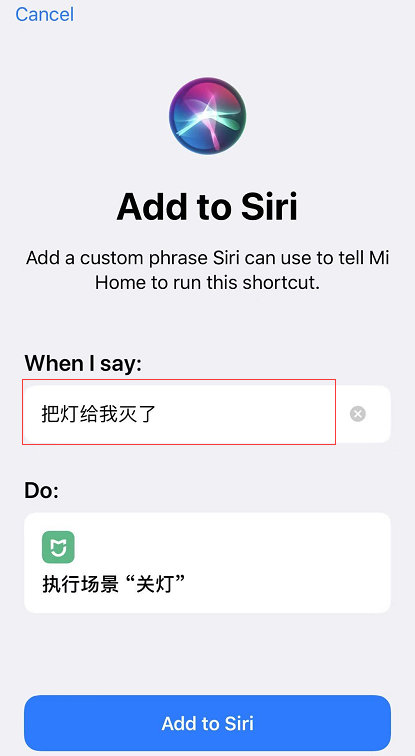 Cancel
Add to Siri
Add a custom phrase Siri can use to tell Mi
Home to run this shortcut.
When I say:
把灯给我灭了
Do:
执行场景“关灯”
Add to Siri